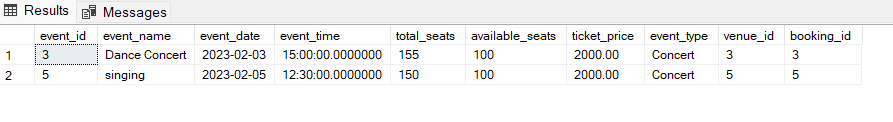 Results Messages
event_id event_name event_date event_time total_seats available_seats ticket_price event_type venue_id booking_id
1 3 Dance Concert 2023-02-03 15:00:00.0000000 155 100 2000.00 Concert 3 3
2 5 singing 2023-02-05 12:30:00.0000000 150 100 2000.00 Concert 5 5